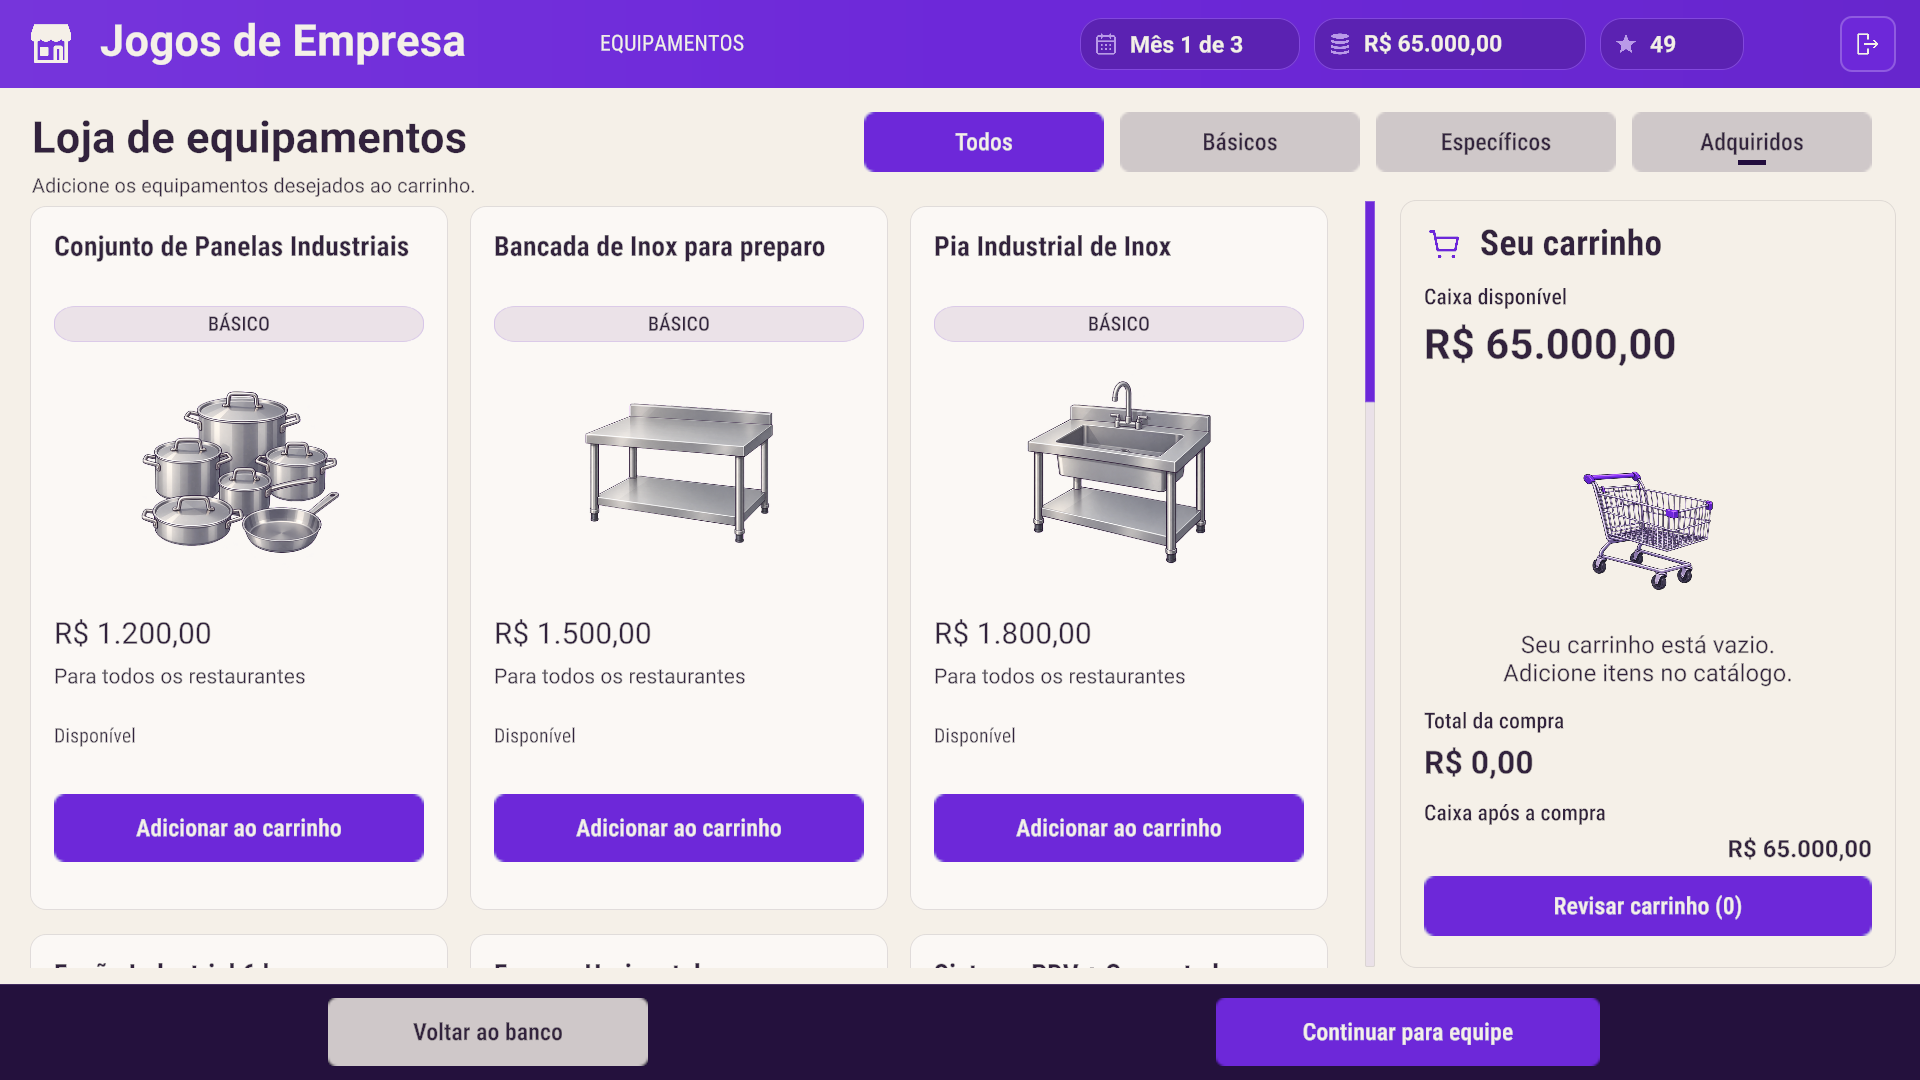 Jogos de Empresa
EQUIPAMENTOS
Mês 1 de 3
R$ 65.000,00
49
Loja de equipamentos
Adicione os equipamentos desejados ao carrinho.
Todos
Básicos
Específicos
Adquiridos
Conjunto de Panelas Industriais
BÁSICO
R$ 1.200,00
Para todos os restaurantes
Disponível
Adicionar ao carrinho
Bancada de Inox para preparo
BÁSICO
R$ 1.500,00
Para todos os restaurantes
Disponível
Adicionar ao carrinho
Pia Industrial de Inox
BÁSICO
R$ 1.800,00
Para todos os restaurantes
Disponível
Adicionar ao carrinho
Seu carrinho
Caixa disponível
R$ 65.000,00
Seu carrinho está vazio.
Adicione itens no catálogo.
Total da compra
R$ 0,00
Caixa após a compra
R$ 65.000,00
Revisar carrinho (0)
Voltar ao banco
Continuar para equipe